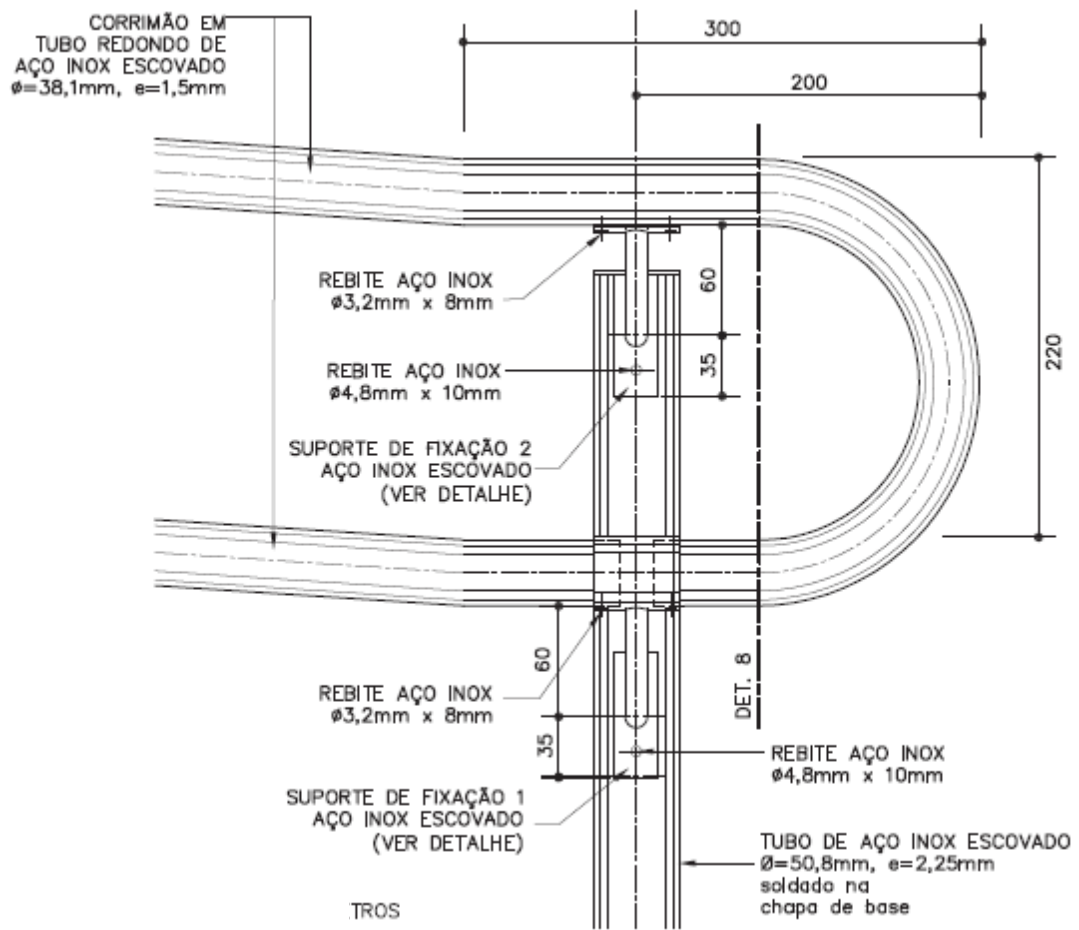 CORRIMÃO EM
TUBO REDONDO DE
AÇO INOX ESCOVADO
ø=38,1mm, e=1,5mm
300
200
REBITE AÇO INOX
ø3,2mm x 8mm
60
REBITE AÇO INOX
ø4,8mm x 10mm
35
220
SUPORTE DE FIXAÇÃO 2
AÇO INOX ESCOVADO
(VER DETALHE)
60
REBITE AÇO INOX
ø3,2mm x 8mm
DET. 8
35
REBITE AÇO INOX
ø4,8mm x 10mm
SUPORTE DE FIXAÇÃO 1
AÇO INOX ESCOVADO
(VER DETALHE)
TUBO DE AÇO INOX ESCOVADO
Ø=50,8mm, e=2,25mm
soldado na
chapa de base
TROS